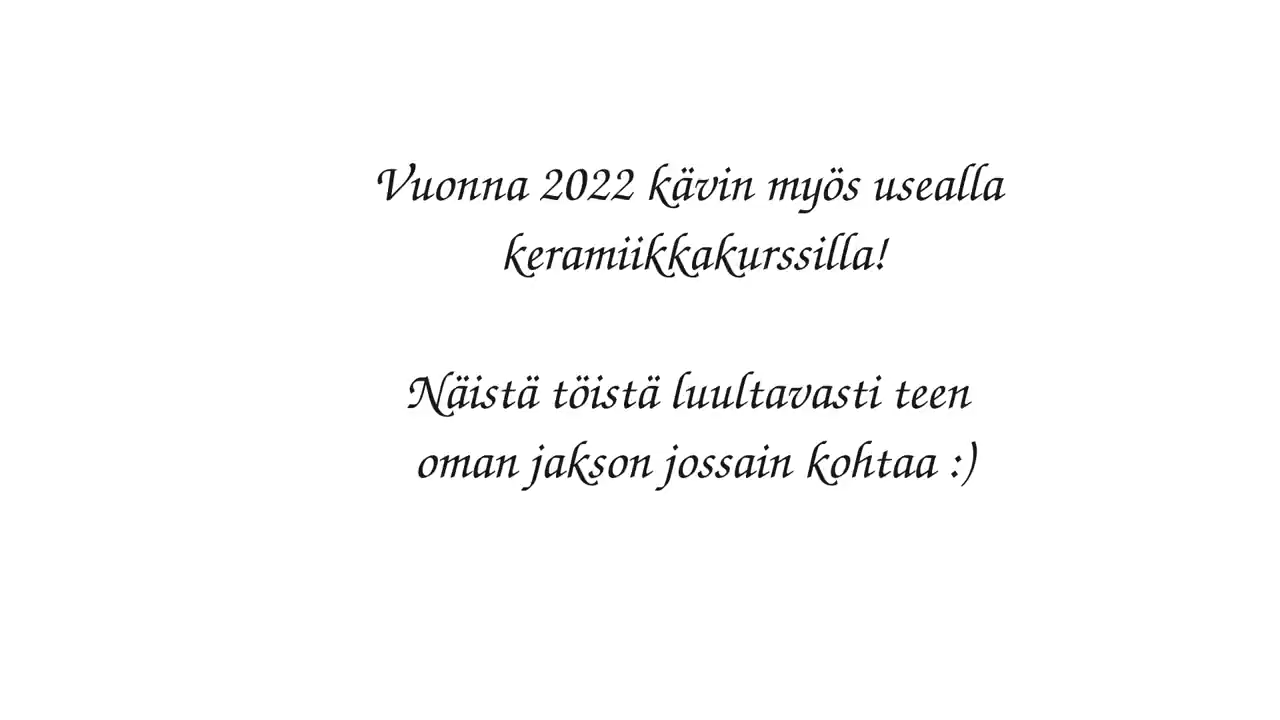 Vuonna 2022 kävin myös usealla
keramiikkakurssilla!
Näistä töistä luultavasti teen
oman jakson jossain kohtaa :)